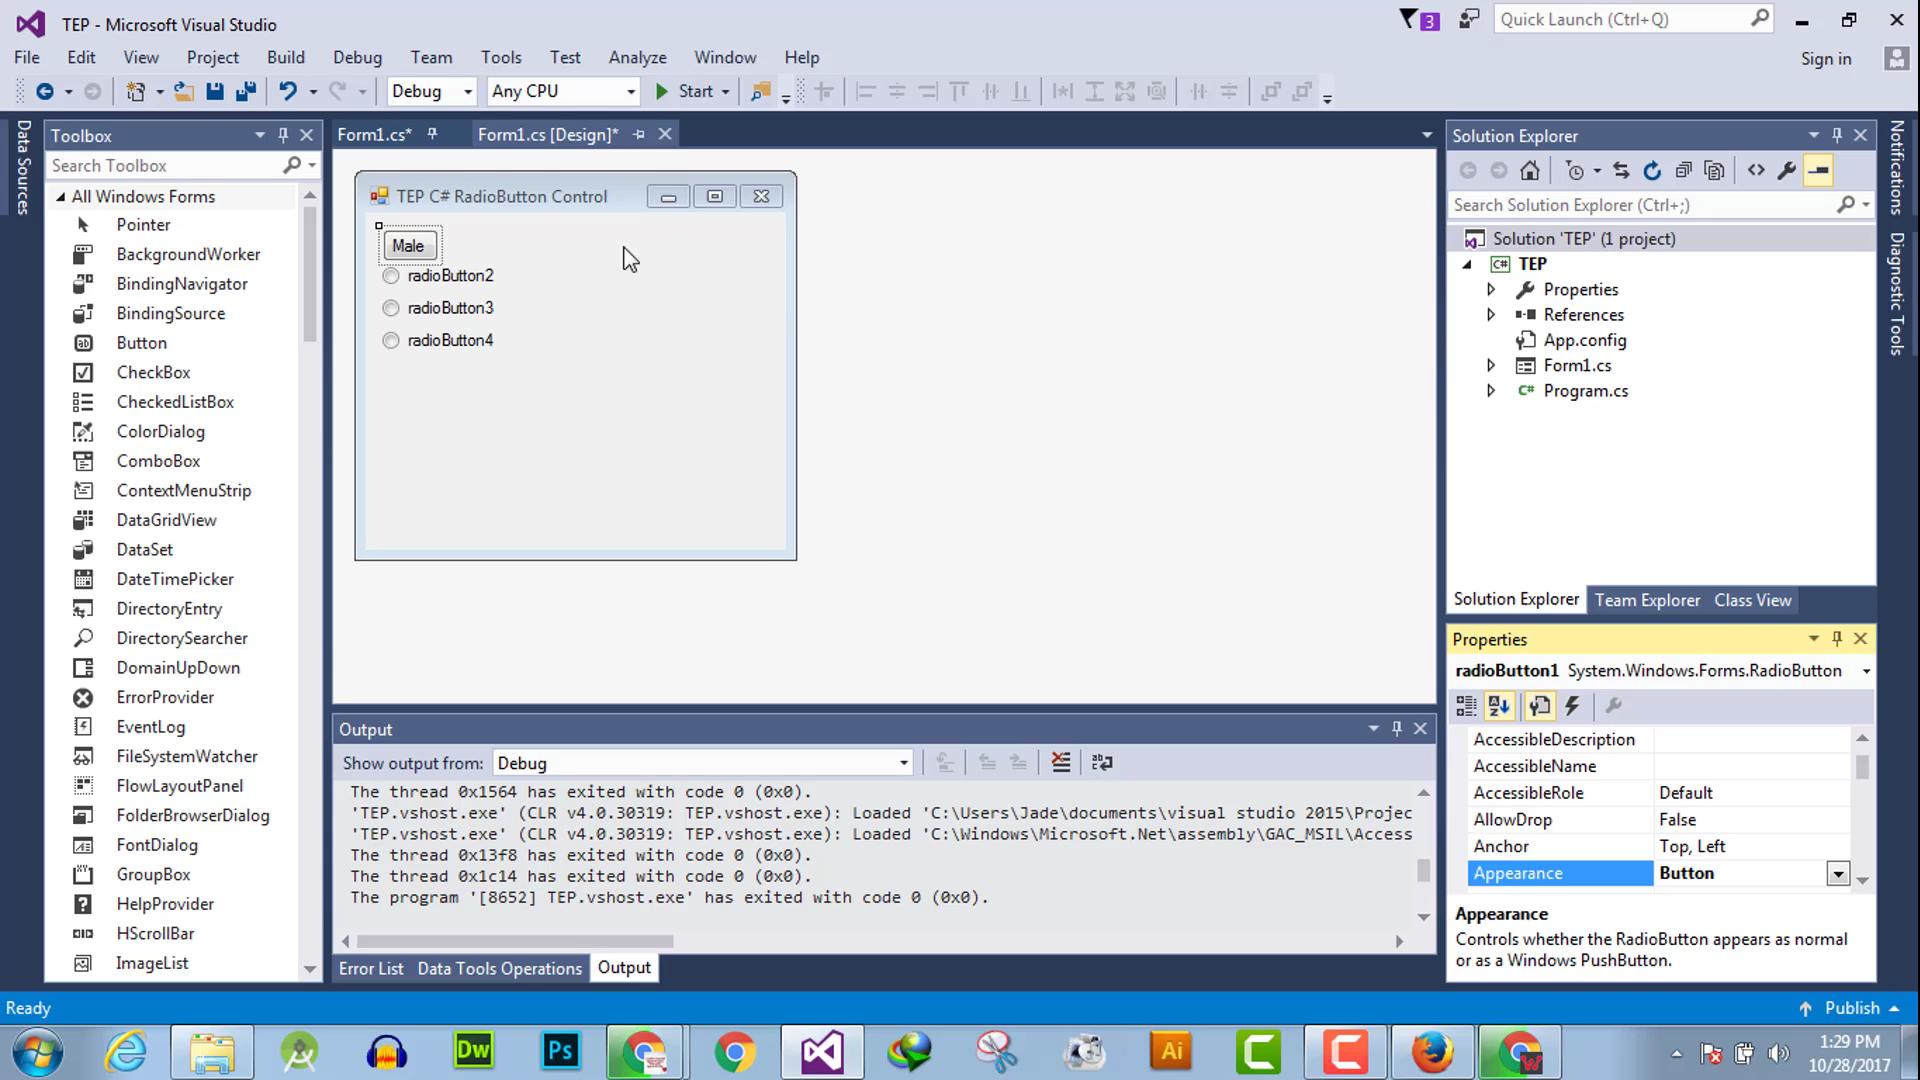 TEP - Microsoft Visual Studio
3
Quick Launch (Ctrl+Q)
File Edit View Project Build Debug Team Tools Test Analyze Window Help
Sign in
Debug Any CPU Start
Data Sources
Toolbox
Search Toolbox
All Windows Forms
Pointer
BackgroundWorker
BindingNavigator
BindingSource
Button
CheckBox
CheckedListBox
ColorDialog
ComboBox
ContextMenuStrip
DataGridView
DataSet
DateTimePicker
DirectoryEntry
DirectorySearcher
DomainUpDown
ErrorProvider
EventLog
FileSystemWatcher
FlowLayoutPanel
FolderBrowserDialog
FontDialog
GroupBox
HelpProvider
HScrollBar
ImageList
Form1.cs* Form1.cs [Design]*
TEP C# RadioButton Control
Male
radioButton2
radioButton3
radioButton4
Output
Show output from: Debug
The thread 0x1564 has exited with code 0 (0x0).
'TEP.vshost.exe' (CLR v4.0.30319: TEP.vshost.exe): Loaded 'C:\Users\Jade\documents\visual studio 2015\Projec
'TEP.vshost.exe' (CLR v4.0.30319: TEP.vshost.exe): Loaded 'C:\Windows\Microsoft.Net\assembly\GAC_MSIL\Access
The thread 0x13f8 has exited with code 0 (0x0).
The thread 0x1c14 has exited with code 0 (0x0).
The program '[8652] TEP.vshost.exe' has exited with code 0 (0x0).
Error List Data Tools Operations Output
Solution Explorer
Search Solution Explorer (Ctrl+;)
Solution 'TEP' (1 project)
C# TEP
Properties
References
App.config
Form1.cs
C# Program.cs
Solution Explorer Team Explorer Class View
Properties
radioButton1 System.Windows.Forms.RadioButton
AccessibleDescription
AccessibleName
AccessibleRole Default
AllowDrop False
Anchor Top, Left
Appearance Button
Appearance
Controls whether the RadioButton appears as normal
or as a Windows PushButton.
Notifications
Diagnostic Tools
Ready
Publish
Dw
Ps
Ai
1:29 PM
10/28/2017